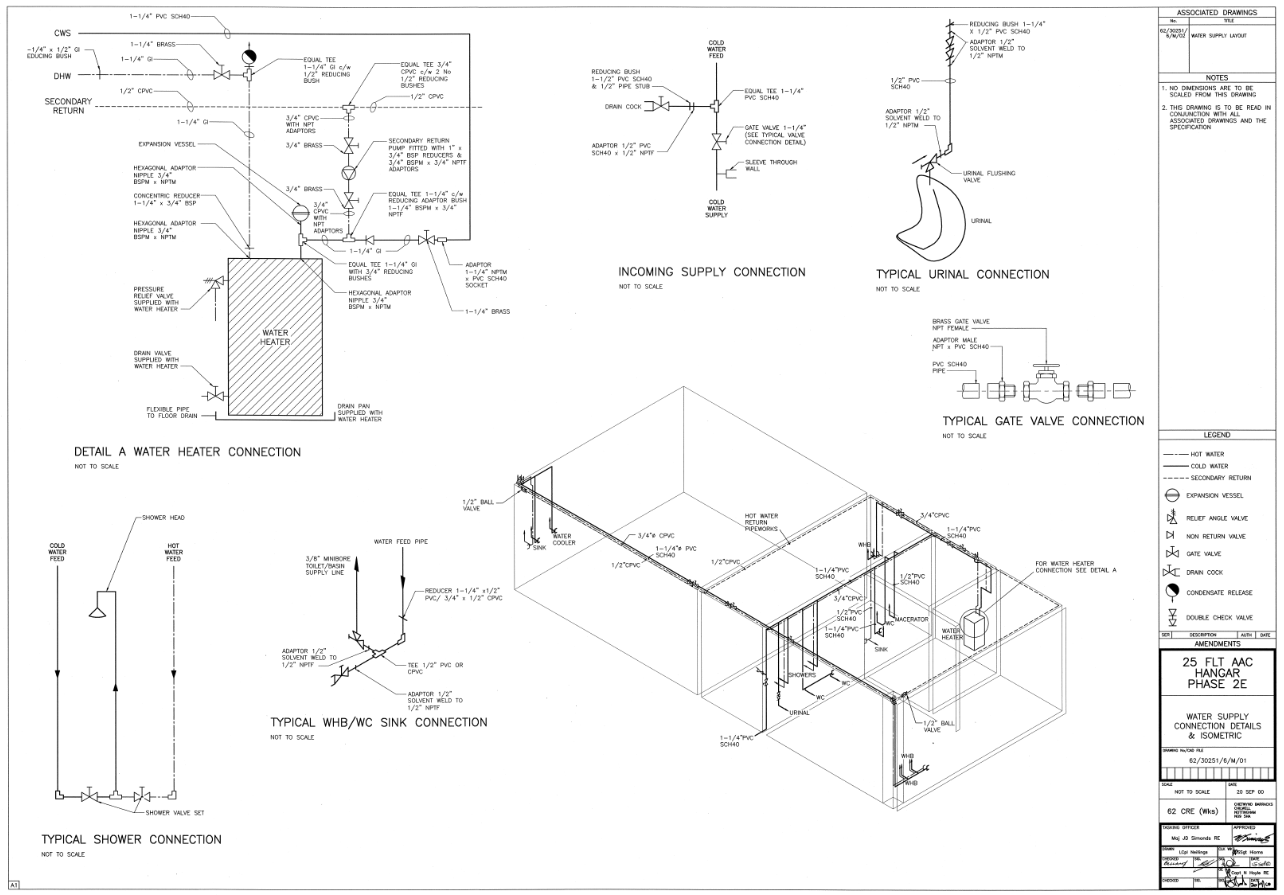 1-1/4" PVC SCH40
CWS
-1/4" x 1/2" GI
EDUCING BUSH
1-1/4" BRASS
1-1/4" GI
DHW
EQUAL TEE
1-1/4" GI c/w
1/2" REDUCING
BUSH
EQUAL TEE 3/4"
CPVC c/w 2 No
1/2" REDUCING
BUSHES
1/2" CPVC
SECONDARY
RETURN
1/2" CPVC
3/4" CPVC
WITH NPT
ADAPTORS
1-1/4" GI
EXPANSION VESSEL
3/4" BRASS
SECONDARY RETURN
PUMP FITTED WITH 1" x
3/4" BSP REDUCERS &
3/4" BSPM x 3/4" NPTF
ADAPTORS
HEXAGONAL ADAPTOR
NIPPLE 3/4"
BSPM x NPTM
CONCENTRIC REDUCER
1-1/4" x 3/4" BSP
3/4" BRASS
3/4"
CPVC
WITH
NPT
ADAPTORS
EQUAL TEE 1-1/4" c/w
REDUCING ADAPTOR BUSH
1-1/4" BSPM x 3/4"
NPTF
HEXAGONAL ADAPTOR
NIPPLE 3/4"
BSPM x NPTM
1-1/4" GI
EQUAL TEE 1-1/4" GI
WITH 3/4" REDUCING
BUSHES
ADAPTOR
1-1/4" NPTM
x PVC SCH40
SOCKET
HEXAGONAL ADAPTOR
NIPPLE 3/4"
BSPM x NPTM
1-1/4" BRASS
PRESSURE
RELIEF VALVE
SUPPLIED WITH
WATER HEATER
WATER
HEATER
DRAIN VALVE
SUPPLIED WITH
WATER HEATER
FLEXIBLE PIPE
TO FLOOR DRAIN
DRAIN PAN
SUPPLIED WITH
WATER HEATER
DETAIL A WATER HEATER CONNECTION
NOT TO SCALE
COLD
WATER
FEED
REDUCING BUSH
1-1/2" PVC SCH40
& 1/2" PIPE STUB
DRAIN COCK
EQUAL TEE 1-1/4"
PVC SCH40
ADAPTOR 1/2" PVC
SCH40 x 1/2" NPTF
GATE VALVE 1-1/4"
(SEE TYPICAL VALVE
CONNECTION DETAIL)
SLEEVE THROUGH
WALL
COLD
WATER
SUPPLY
INCOMING SUPPLY CONNECTION
NOT TO SCALE
REDUCING BUSH 1-1/4"
X 1/2" PVC SCH40
ADAPTOR 1/2"
SOLVENT WELD TO
1/2" NPTM
1/2" PVC
SCH40
ADAPTOR 1/2"
SOLVENT WELD TO
1/2" NPTM
URINAL FLUSHING
VALVE
URINAL
TYPICAL URINAL CONNECTION
NOT TO SCALE
BRASS GATE VALVE
NPT FEMALE
ADAPTOR MALE
NPT x PVC SCH40
PVC SCH40
PIPE
TYPICAL GATE VALVE CONNECTION
NOT TO SCALE
SHOWER HEAD
COLD
WATER
FEED
HOT
WATER
FEED
SHOWER VALVE SET
TYPICAL SHOWER CONNECTION
NOT TO SCALE
WATER FEED PIPE
3/8" MINIBORE
TOILET/BASIN
SUPPLY LINE
REDUCER 1-1/4" x1/2"
PVC/ 3/4" x 1/2" CPVC
ADAPTOR 1/2"
SOLVENT WELD TO
1/2" NPTF
TEE 1/2" PVC OR
CPVC
ADAPTOR 1/2"
SOLVENT WELD TO
1/2" NPTF
TYPICAL WHB/WC SINK CONNECTION
NOT TO SCALE
1/2" BALL
VALVE
SINK
WATER
COOLER
3/4"ø CPVC
1-1/4"ø PVC
SCH40
1/2"CPVC
HOT WATER
RETURN
PIPEWORKS
1/2"CPVC
3/4"CPVC
1-1/4"PVC
SCH40
WHB
1-1/4"PVC
SCH40
1/2"PVC
SCH40
3/4"CPVC
1/2"PVC
SCH40
1-1/4"PVC
SCH40
WC
MACERATOR
SINK
FOR WATER HEATER
CONNECTION SEE DETAIL A
WATER
HEATER
SHOWERS
WC
WC
URINAL
1-1/4"PVC
SCH40
1/2" BALL
VALVE
WHB
WHB
ASSOCIATED DRAWINGS
No. TITLE
62/30251/
6/M/02 WATER SUPPLY LAYOUT
NOTES
1. NO DIMENSIONS ARE TO BE
SCALED FROM THIS DRAWING
2. THIS DRAWING IS TO BE READ IN
CONJUNCTION WITH ALL
ASSOCIATED DRAWINGS AND THE
SPECIFICATION
LEGEND
HOT WATER
COLD WATER
SECONDARY RETURN
EXPANSION VESSEL
RELIEF ANGLE VALVE
NON RETURN VALVE
GATE VALVE
DRAIN COCK
CONDENSATE RELEASE
DOUBLE CHECK VALVE
SER DESCRIPTION AUTH DATE
AMENDMENTS
25 FLT AAC
HANGAR
PHASE 2E
WATER SUPPLY
CONNECTION DETAILS
& ISOMETRIC
DRAWING No/CAD FILE
62/30251/6/M/01
SCALE DATE
NOT TO SCALE 20 SEP 00
62 CRE (Wks)
CHETWYND BARRACKS
CHILWELL
NOTTINGHAM
NG9 5HA
TASKING OFFICER APPROVED
Maj JD Simonds RE
DRAWN
CHECKED
Capt N Hoyle RE
CHECKED
A1